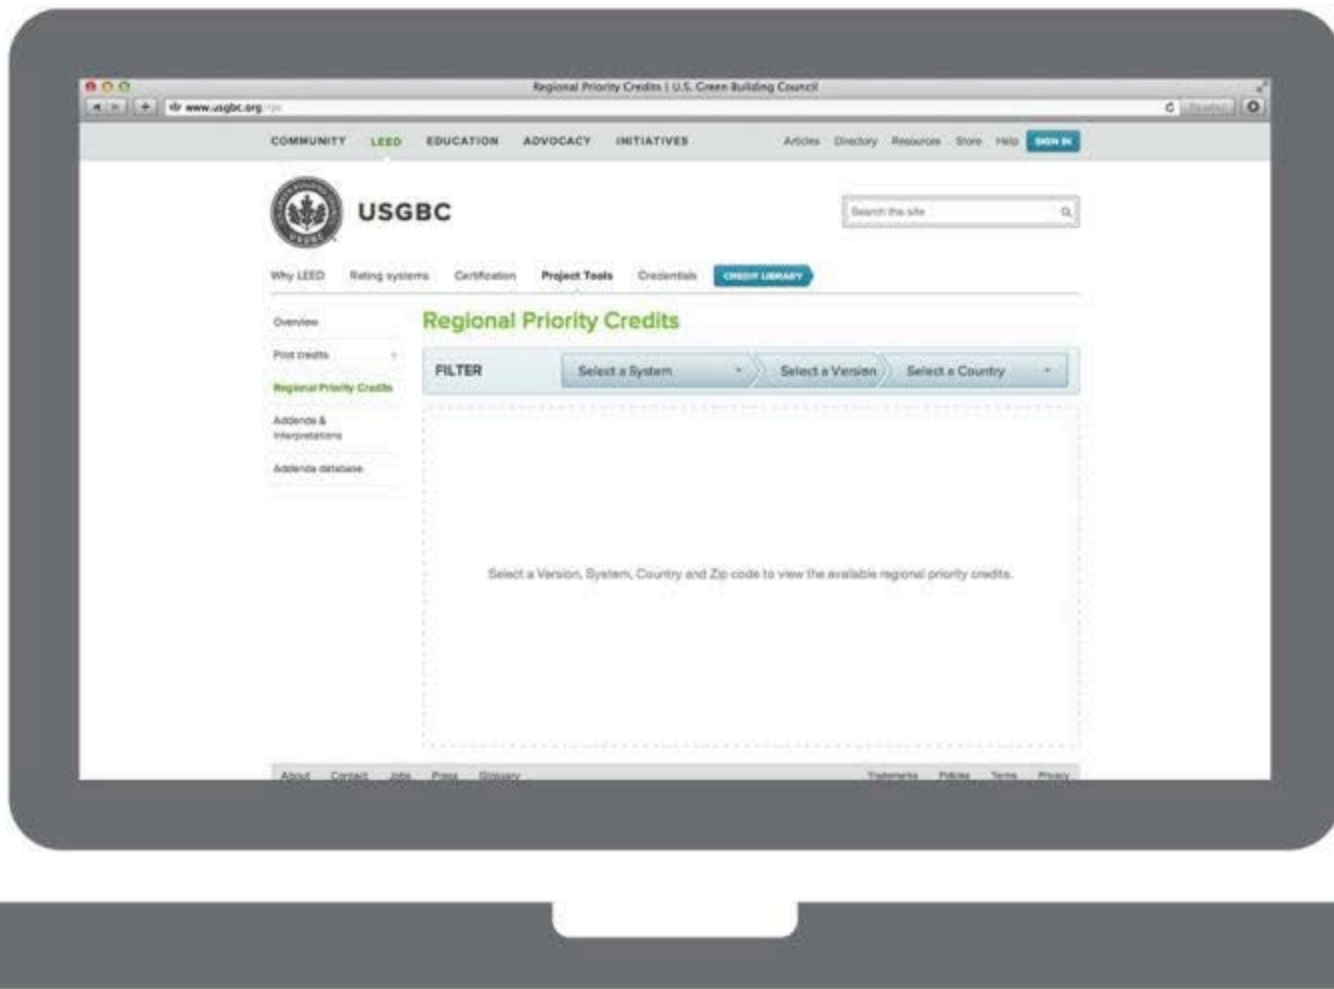 Regional Priority Credits | U.S. Green Building Council
www.usgbc.org/rpc
Reader
COMMUNITY LEED EDUCATION ADVOCACY INITIATIVES Articles Directory Resources Store Help SIGN IN
USGBC
USGBC
Search the site
Why LEED Rating systems Certification Project Tools Credentials CREDIT LIBRARY
Overview
Pilot credits +
Regional Priority Credits
Addenda &
Interpretations
Addenda database
Regional Priority Credits
FILTER Select a System Select a Version Select a Country
Select a Version, System, Country and Zip code to view the available regional priority credits.
About Contact Jobs Press Glossary Trademarks Policies Terms Privacy